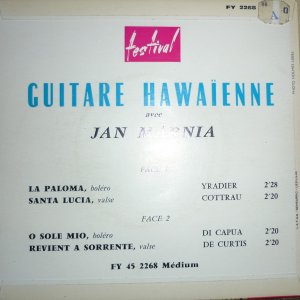 FY 2268
A
festival
GUITARE HAWAÏENNE
avec
JAN
LA PALOMA, boléro YRADIER 2'28
SANTA LUCIA, valse COTTRAU 2'20
FACE 2
O SOLE MIO, boléro DI CAPUA 2'20
REVIENT A SORRENTE, valse DE CURTIS 2'20
FY 45 2268 Médium